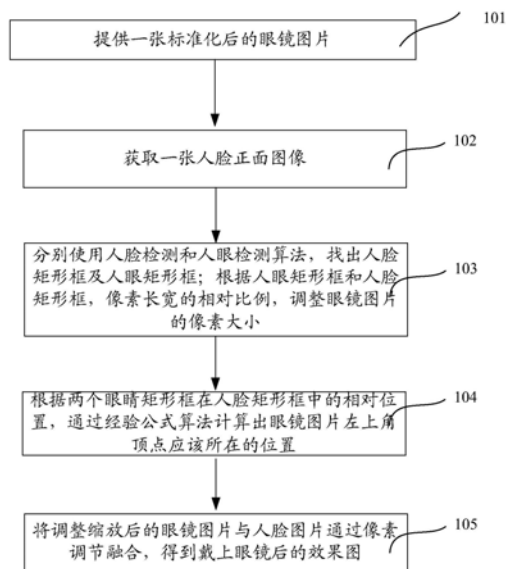 提供一张标准化后的眼镜图片
101
获取一张人脸正面图像
102
分别使用人脸检测和人眼检测算法，找出人脸
矩形框及人眼矩形框；根据人眼矩形框和人脸
矩形框，像素长宽的相对比例，调整眼镜图片
的像素大小
103
根据两个眼睛矩形框在人脸矩形框中的相对位
置，通过经验公式算法计算出眼镜图片左上角
顶点应该所在的位置
104
将调整缩放后的眼镜图片与人脸图片通过像素
调节融合，得到戴上眼镜后的效果图
105